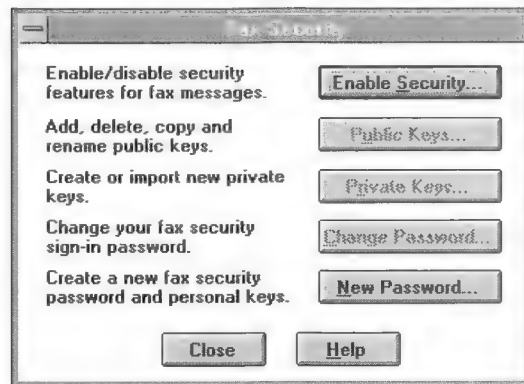 Fax Security
Enable/disable security
features for fax messages.
Enable Security...
Add, delete, copy and
rename public keys.
Public Keys...
Create or import new private
keys.
Private Keys...
Change your fax security
sign-in password.
Change Password...
Create a new fax security
password and personal keys.
New Password...
Close
Help